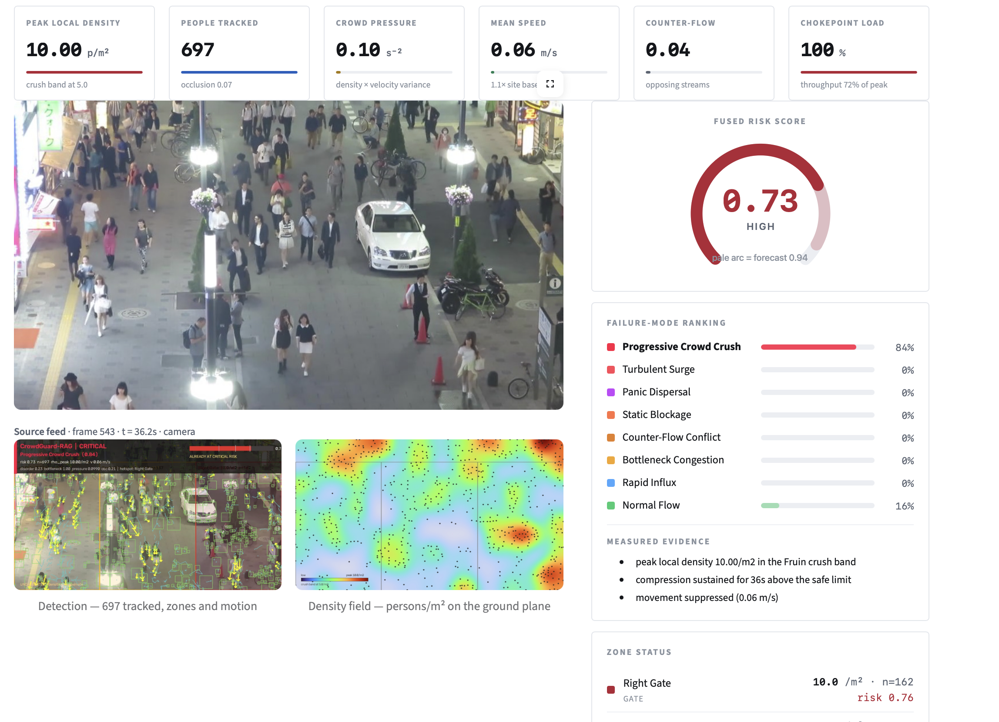 PEAK LOCAL DENSITY
10.00 p/m²
crush band at 5.0
PEOPLE TRACKED
697
occlusion 0.07
CROWD PRESSURE
0.10 s⁻²
density × velocity variance
MEAN SPEED
0.06 m/s
1.1× site base
COUNTER-FLOW
0.04
opposing streams
CHOKEPOINT LOAD
100 %
throughput 72% of peak
ウォーク
Source feed · frame 543 · t = 36.2s · camera
CrowdGuard-RAG | CRITICAL
Progressive Crowd Crush (0.84)
risk 0.73 n=697 rho_peak 10.00/m2 v 0.06 m/s
disorder 0.23 bottleneck 1.00 pressure 0.0990 osc 0.21 | hotspot: Right Gate
0.7
ALREADY AT CRITICAL RISK
Detection — 697 tracked, zones and motion
low
peak 10.0/m2
crush band at 5.0/m2
Density field — persons/m² on the ground plane
FUSED RISK SCORE
0.73
HIGH
pale arc = forecast 0.94
FAILURE-MODE RANKING
Progressive Crowd Crush 84%
Turbulent Surge 0%
Panic Dispersal 0%
Static Blockage 0%
Counter-Flow Conflict 0%
Bottleneck Congestion 0%
Rapid Influx 0%
Normal Flow 16%
MEASURED EVIDENCE
• peak local density 10.00/m2 in the Fruin crush band
• compression sustained for 36s above the safe limit
• movement suppressed (0.06 m/s)
ZONE STATUS
Right Gate
10.0 /m² · n=162
GATE
risk 0.76